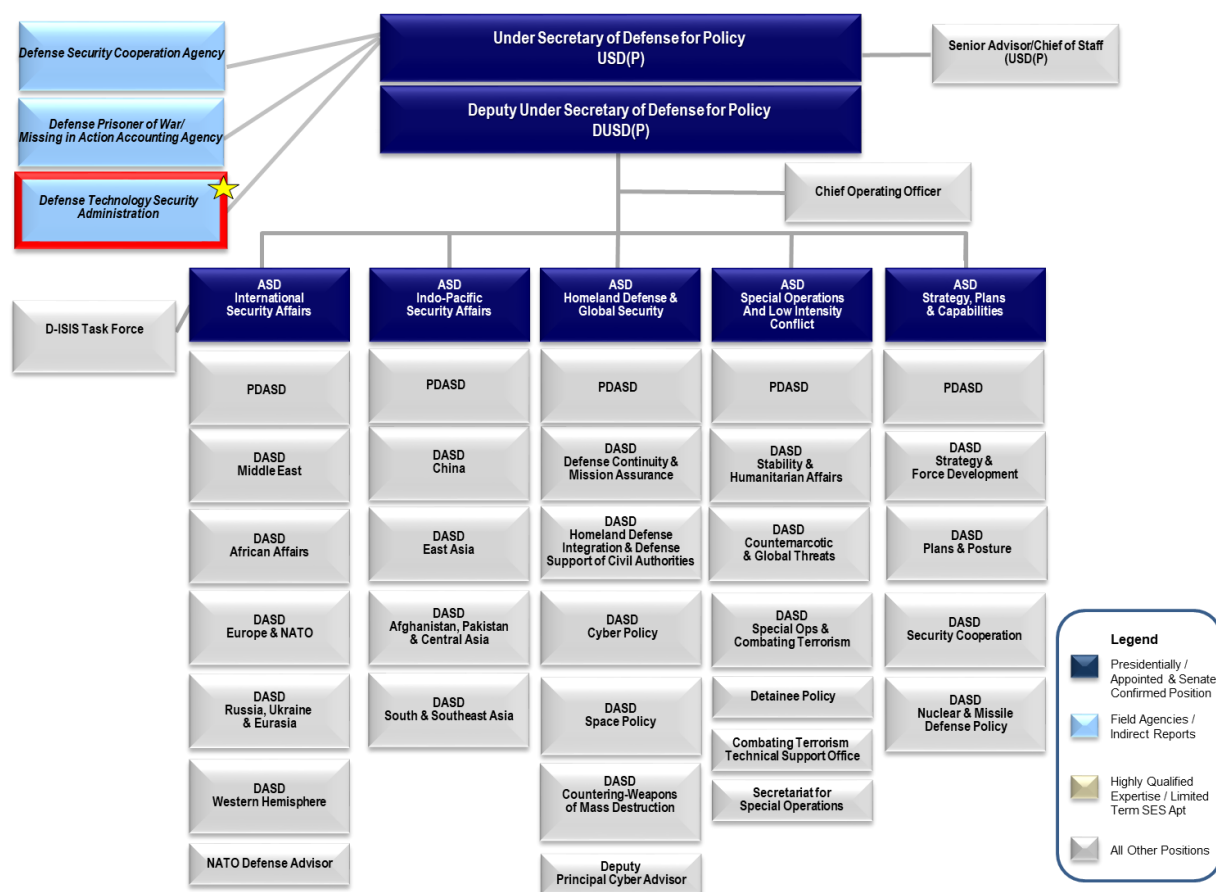 Defense Security Cooperation Agency
Defense Prisoner of War/
Missing in Action Accounting Agency
Defense Technology Security
Administration
Under Secretary of Defense for Policy
USD(P)
Deputy Under Secretary of Defense for Policy
DUSD(P)
Senior Advisor/Chief of Staff
(USD(P)
Chief Operating Officer
D-ISIS Task Force
ASD
International
Security Affairs
PDASD
DASD
Middle East
DASD
African Affairs
DASD
Europe & NATO
DASD
Russia, Ukraine
& Eurasia
DASD
Western Hemisphere
NATO Defense Advisor
ASD
Indo-Pacific
Security Affairs
PDASD
DASD
China
DASD
East Asia
DASD
Afghanistan, Pakistan
& Central Asia
DASD
South & Southeast Asia
ASD
Homeland Defense &
Global Security
PDASD
DASD
Defense Continuity &
Mission Assurance
DASD
Homeland Defense
Integration & Defense
Support of Civil Authorities
DASD
Cyber Policy
DASD
Space Policy
DASD
Countering-Weapons
of Mass Destruction
Deputy
Principal Cyber Advisor
ASD
Special Operations
And Low Intensity
Conflict
PDASD
DASD
Stability &
Humanitarian Affairs
DASD
Counternarcotic
& Global Threats
DASD
Special Ops &
Combating Terrorism
Detainee Policy
Combating Terrorism
Technical Support Office
Secretariat for
Special Operations
ASD
Strategy, Plans
& Capabilities
PDASD
DASD
Strategy &
Force Development
DASD
Plans & Posture
DASD
Security Cooperation
DASD
Nuclear & Missile
Defense Policy
Legend
Presidentially /
Appointed & Senate
Confirmed Position
Field Agencies /
Indirect Reports
Highly Qualified
Expertise / Limited
Term SES Apt
All Other Positions